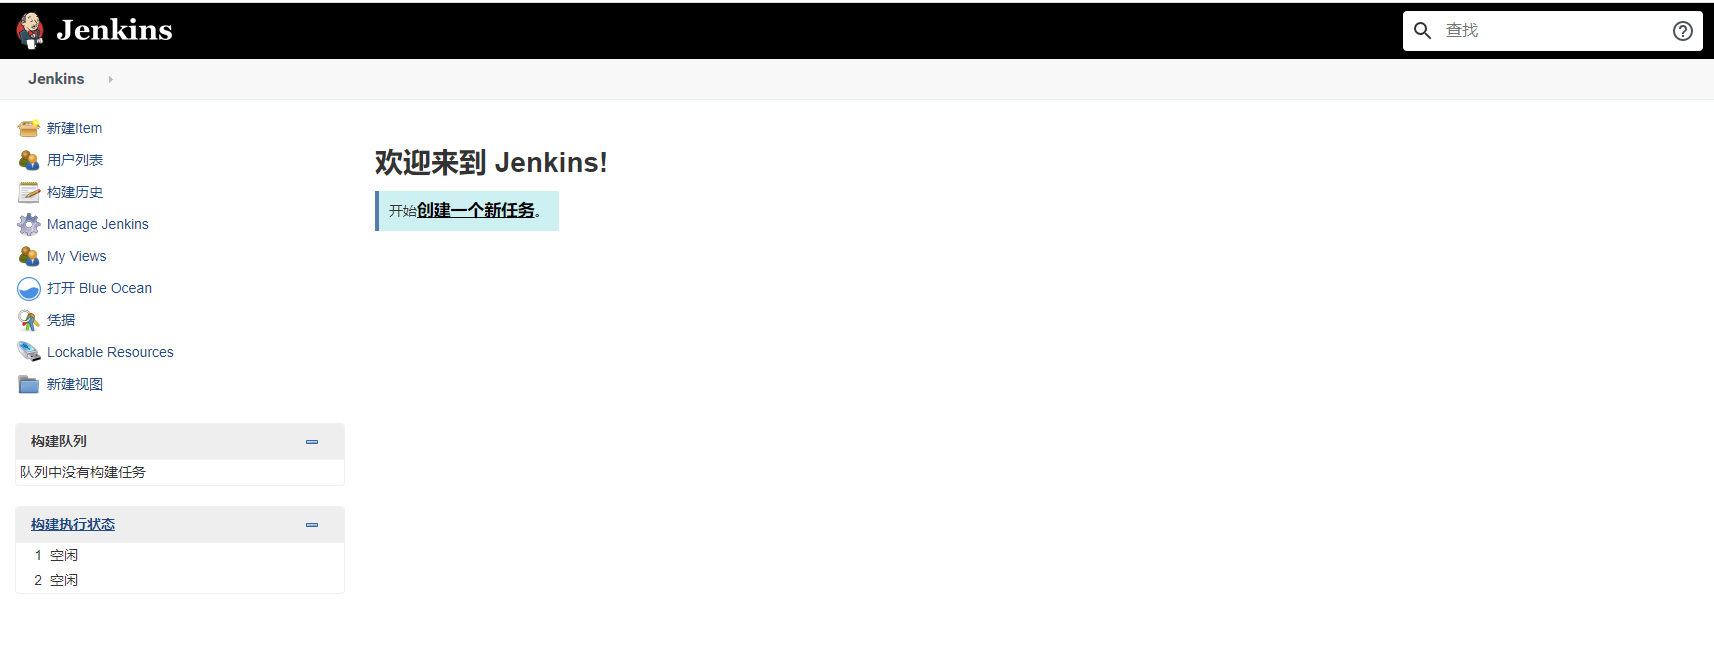 Jenkins
查找
Jenkins
新建Item
用户列表
构建历史
Manage Jenkins
My Views
打开 Blue Ocean
凭据
Lockable Resources
新建视图
构建队列
队列中没有构建任务
构建执行状态
1 空闲
2 空闲
欢迎来到 Jenkins!
开始创建一个新任务。